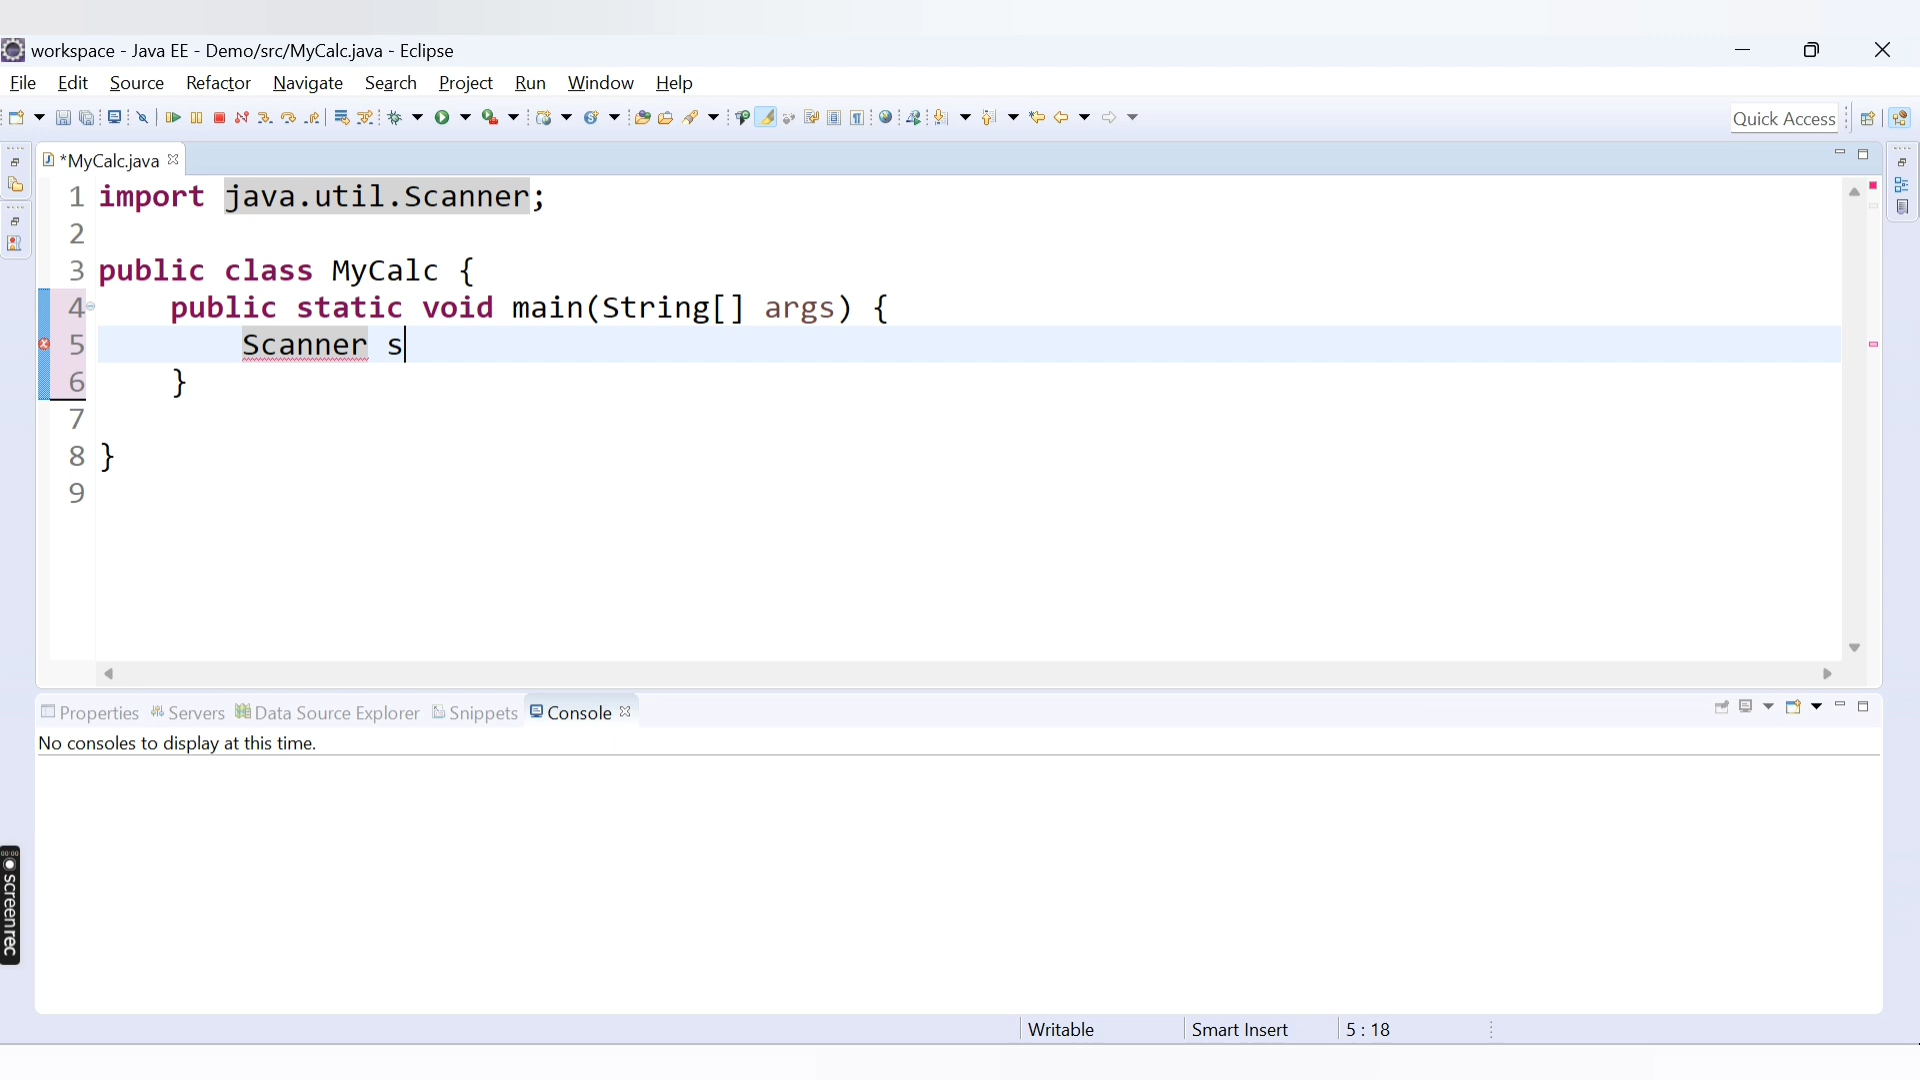 workspace - Java EE - Demo/src/MyCalc.java - Eclipse
File Edit Source Refactor Navigate Search Project Run Window Help
Quick Access
*MyCalc.java
1 import java.util.Scanner;
2
3 public class MyCalc {
4 public static void main(String[] args) {
5 Scanner s
6 }
7
8 }
9
Properties Servers Data Source Explorer Snippets Console
No consoles to display at this time.
00:00
screenrec
Writable Smart Insert 5 : 18